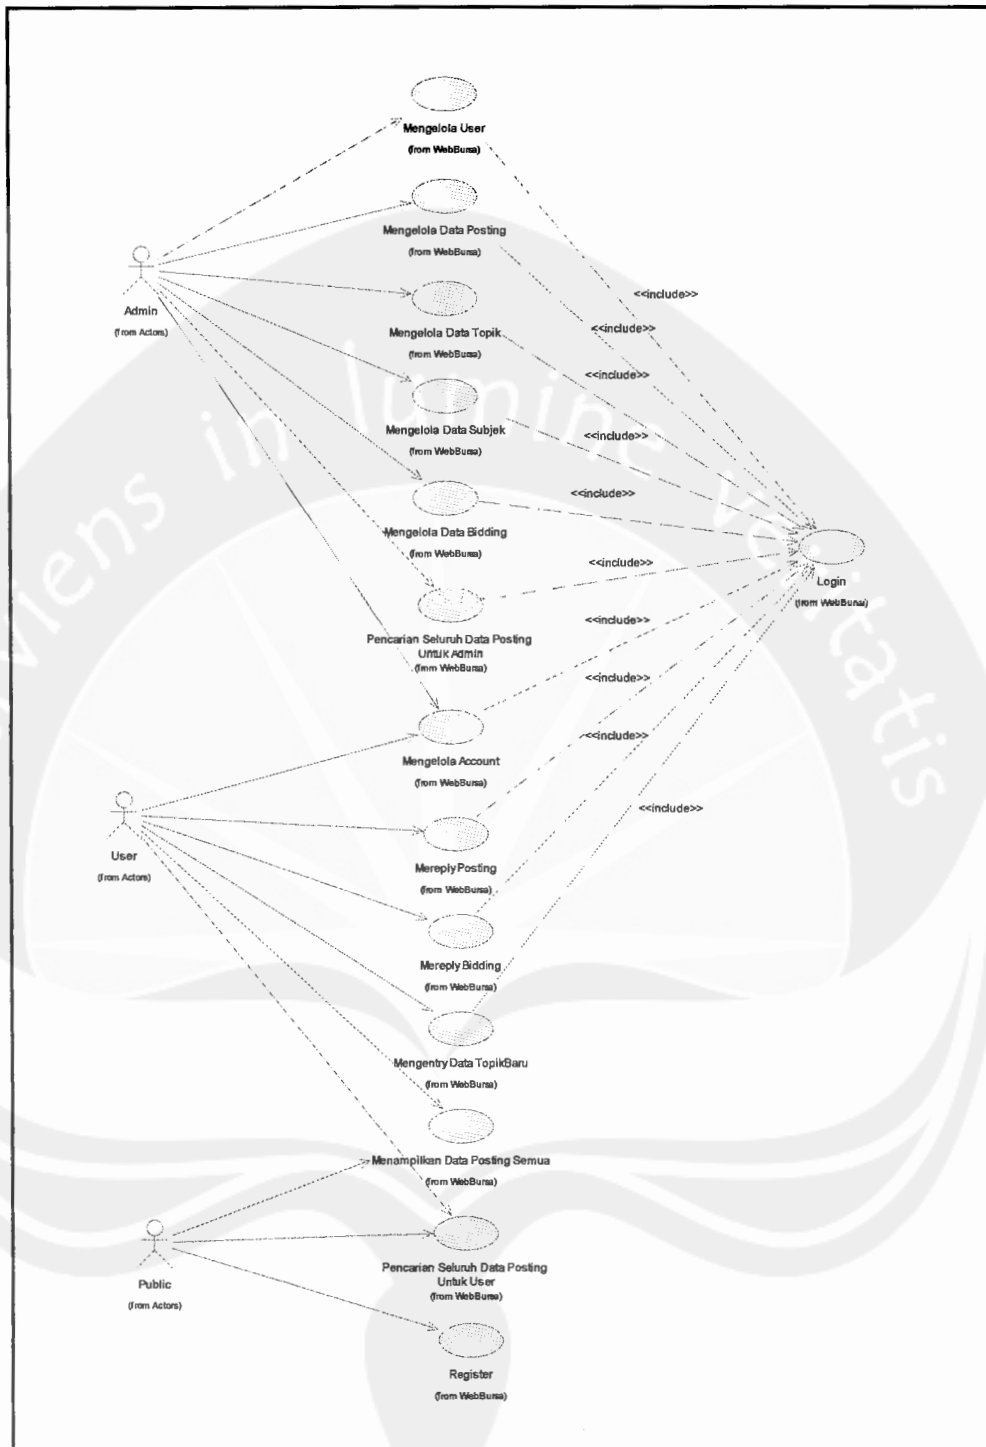 Mengelola User
(from WebBursa)
Mengelola Data Posting
(from WebBursa)
Admin
(from Actors)
Mengelola Data Topik
(from WebBursa)
Mengelola Data Subjek
(from WebBursa)
Mengelola Data Bidding
(from WebBursa)
Pencarian Seluruh Data Posting
Untuk Admin
(from WebBursa)
Mengelola Account
(from WebBursa)
User
(from Actors)
Mereply Posting
(from WebBursa)
Mereply Bidding
(from WebBursa)
Mengentry Data TopikBaru
(from WebBursa)
Menampilkan Data Posting Semua
(from WebBursa)
Public
(from Actors)
Pencarian Seluruh Data Posting
Untuk User
(from WebBursa)
Register
(from WebBursa)
<<include>>
<<include>>
<<include>>
<<include>>
<<include>>
<<include>>
<<include>>
<<include>>
<<include>>
<<include>>
Login
(from WebBursa)
viens in lumine veritatis